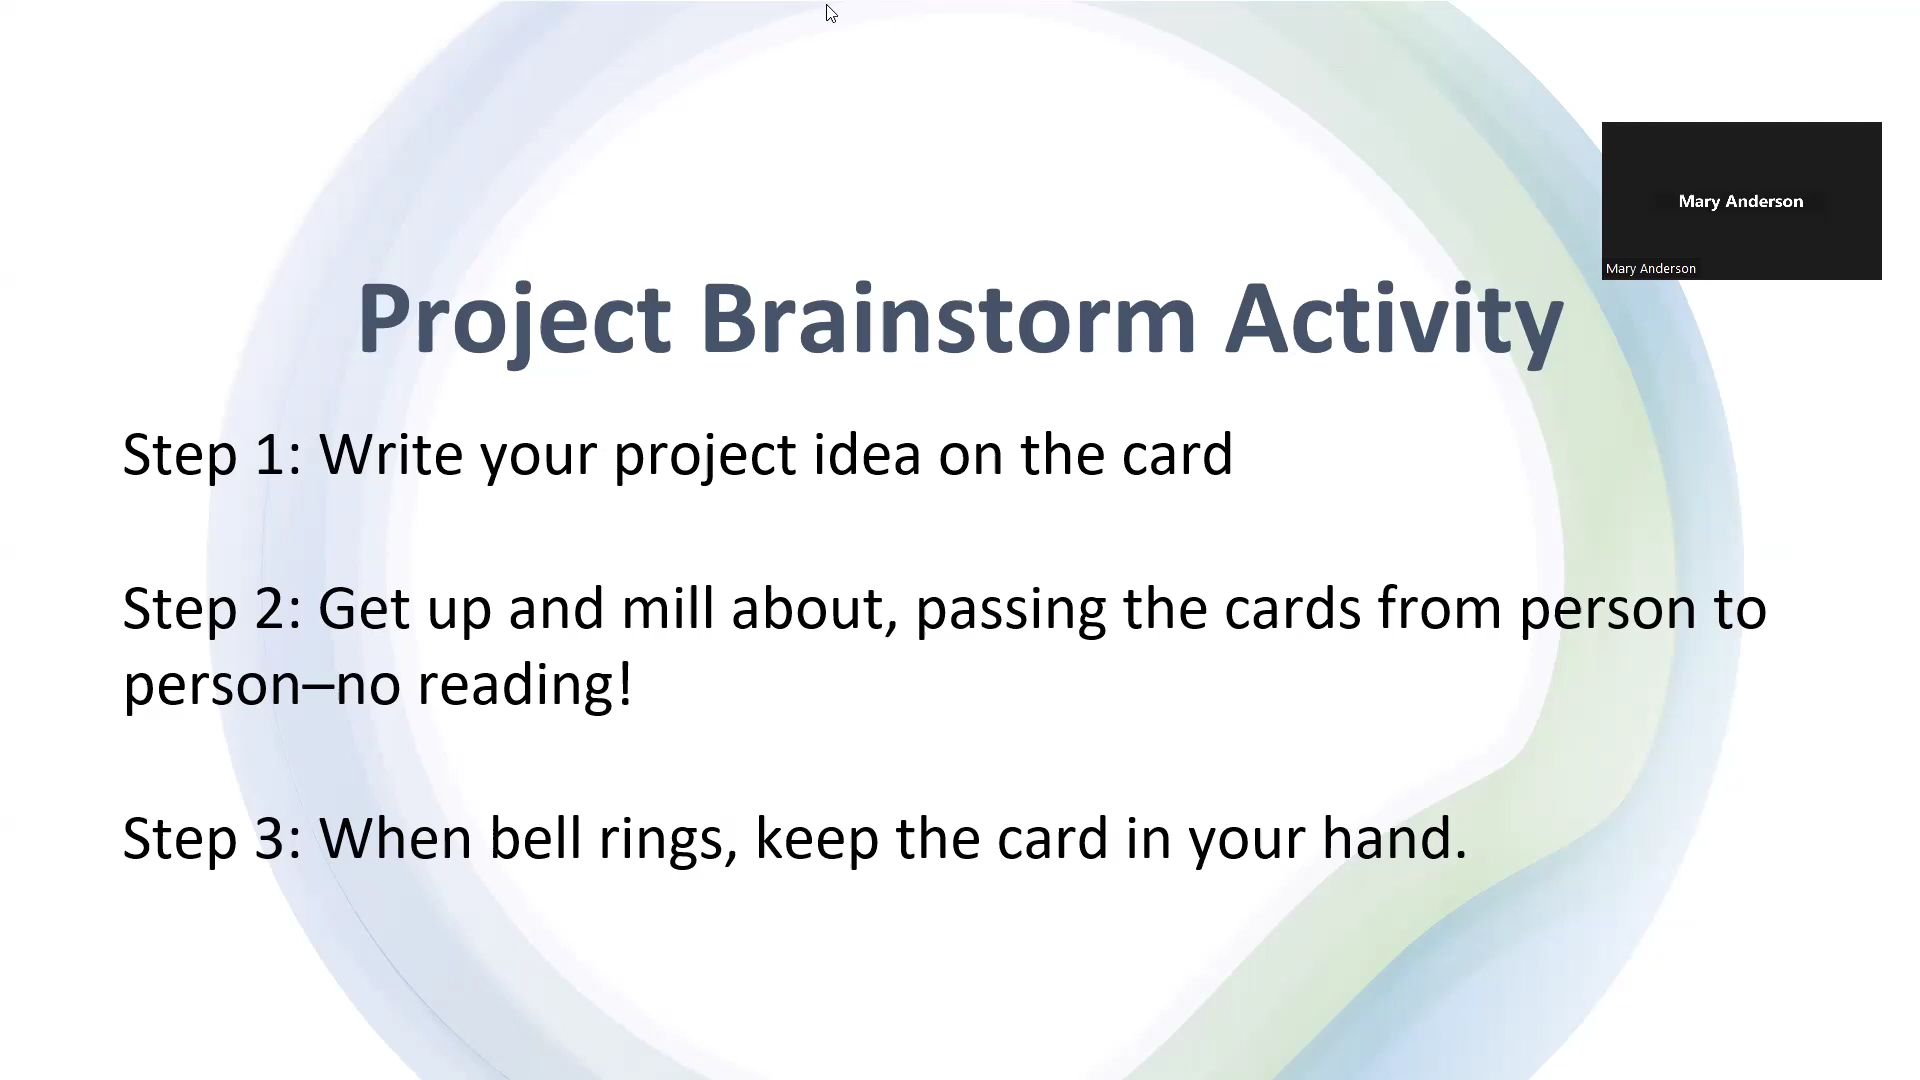 Mary Anderson
Mary Anderson
Project Brainstorm Activity
Step 1: Write your project idea on the card
Step 2: Get up and mill about, passing the cards from person to
person–no reading!
Step 3: When bell rings, keep the card in your hand.